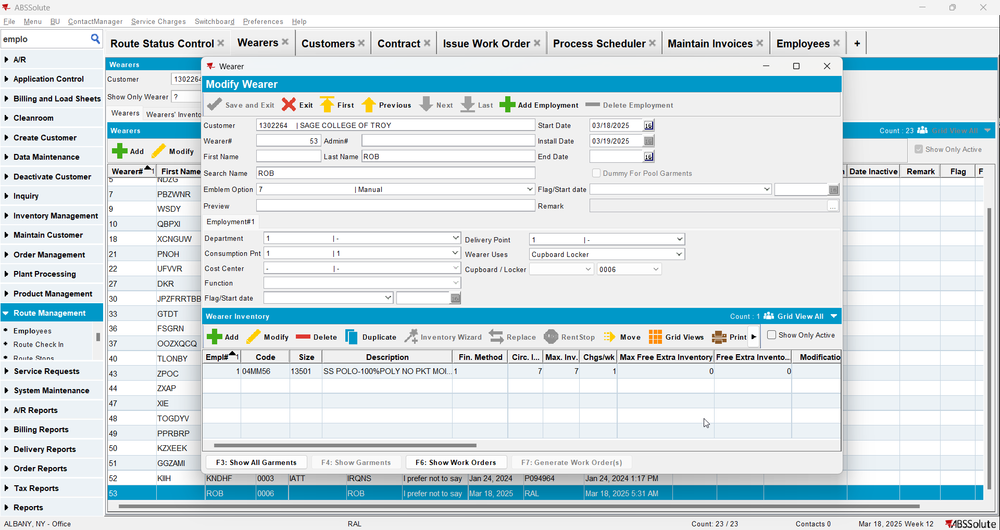 ABSSolute
File Menu BU ContactManager Service Charges Switchboard Preferences Help
emplo
Route Status Control Wearers Customers Contract Issue Work Order Process Scheduler Maintain Invoices Employees +
A/R
Application Control
Billing and Load Sheets
Cleanroom
Create Customer
Data Maintenance
Deactivate Customer
Inquiry
Inventory Management
Maintain Customer
Order Management
Plant Processing
Product Management
Route Management
Employees
Route Check In
Route Stops
Service Requests
System Maintenance
A/R Reports
Billing Reports
Delivery Reports
Order Reports
Tax Reports
Reports
Wearers
Customer 1302264
Show Only Wearer ?
Wearers Wearers' Invento
Wearers Count : 23 Grid View All
Add Modify Show Only Active
Wearer# 1 First Name Date Inactive Remark Flag F
5 NDZG
7 PBZWNR
9 WSDY
10 QBPXI
18 XCNGUW
21 PNOH
22 UFVVR
27 DKR
30 JPZFRRTBB
33 GTDT
36 FSGRN
37 OOZXQCQ
40 TLONBY
43 ZPOC
44 ZXAP
47 XIE
48 TOGDYV
49 PPRBRP
50 KZXEEK
51 GGZAMI
52 KIIH KNDHF 0003 IATT IRQNS I prefer not to say Jan 24, 2024 P094964 Jan 24, 2024 1:17 PM
53 ROB 0006 ROB I prefer not to say Mar 18, 2025 RAL Mar 18, 2025 5:31 AM
Wearer
Modify Wearer
Save and Exit Exit First Previous Next Last Add Employment Delete Employment
Customer 1302264 | SAGE COLLEGE OF TROY Start Date 03/18/2025 16
Wearer# 53 Admin# Install Date 03/19/2025 16
First Name Last Name ROB End Date 16
Search Name ROB Dummy For Pool Garments
Emblem Option 7 | Manual Flag/Start date 16
Preview Remark ...
Employment#1
Department 1 | - Delivery Point 1 | -
Consumption Pnt 1 | 1 Wearer Uses Cupboard Locker
Cost Center - | - Cupboard / Locker 0006
Function
Flag/Start date 16
Wearer Inventory Count : 1 Grid View All
Add Modify Delete Duplicate Inventory Wizard Replace RentStop Move Grid Views Print Show Only Active
Empl# 1 Code Size Description Fin. Method Circ. I... Max. Inv. Chgs/wk Max Free Extra Inventory Free Extra Invento... Modificatio
1 04MM56 13501 SS POLO-100%POLY NO PKT MOI... 1 7 7 1 0 0
F3: Show All Garments F4: Show Garments F6: Show Work Orders F7: Generate Work Order(s)
ALBANY, NY - Office RAL Count: 23 / 23 Contacts 0 Mar 18, 2025 Week 12 ABSSolute